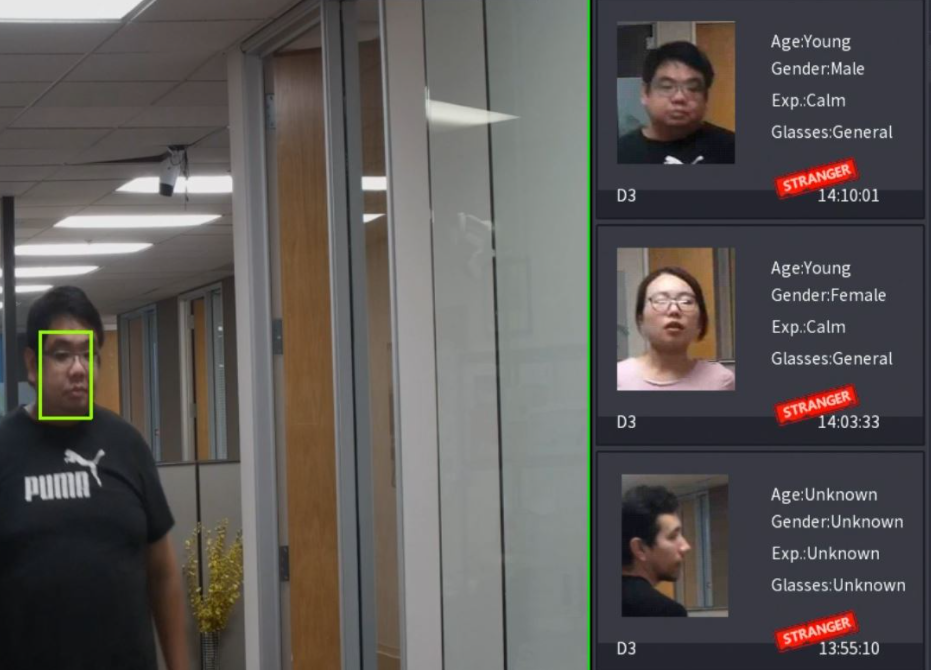 PUMA
Age:Young
Gender:Male
Exp.:Calm
Glasses:General
STRANGER
D3 14:10:01
Age:Young
Gender:Female
Exp.:Calm
Glasses:General
STRANGER
D3 14:03:33
Age:Unknown
Gender:Unknown
Exp.:Unknown
Glasses:Unknown
STRANGER
D3 13:55:10